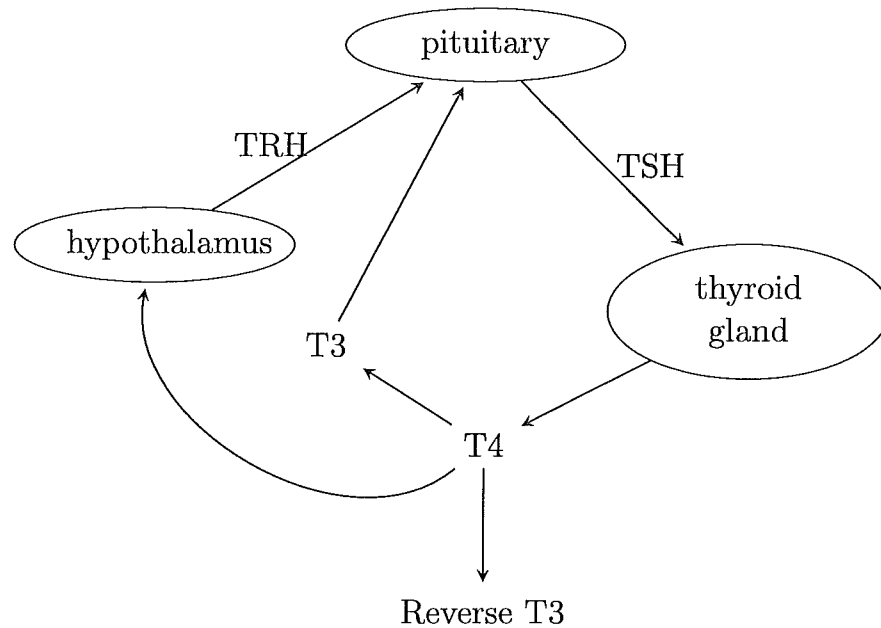 pituitary
TRH
TSH
hypothalamus
thyroid
gland
T3
T4
Reverse T3